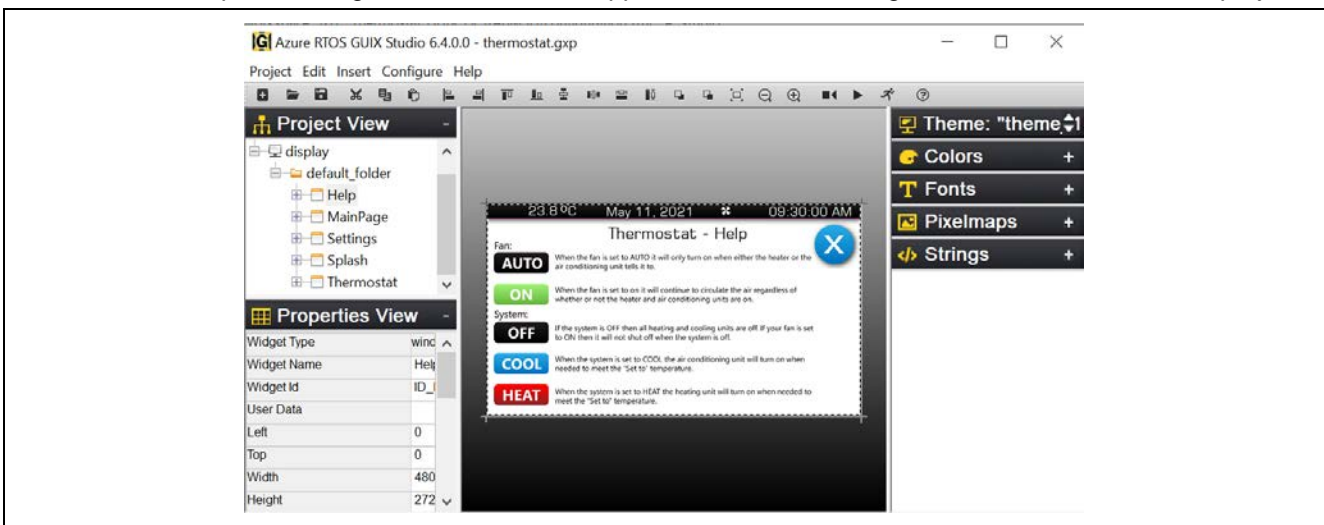 Azure RTOS GUIX Studio 6.4.0.0 - thermostat.gxp
Project Edit Insert Configure Help
Project View
display
default_folder
Help
MainPage
Settings
Splash
Thermostat
Properties View
Widget Type wind
Widget Name Help
Widget Id
User Data
Left 0
Top 0
Width 480
Height 272
23.8ºC May 11, 2021 09:30:00 AM
Thermostat - Help
Fan:
AUTO When the fan is set to AUTO it will only turn on when either the heater or the
air conditioning unit tells it to.
ON When the fan is set to on it will continue to circulate the air regardless of
whether or not the heater and air conditioning units are on.
System:
OFF If the system is OFF then all heating and cooling units are off. If your fan is set
to ON then it will not shut off when the system is off.
COOL When the system is set to COOL the air conditioning unit will turn on when
needed to meet the "Set to" temperature.
HEAT When the system is set to HEAT the heating unit will turn on when needed to
meet the "Set to" temperature.
Theme: "theme_1
Colors +
Fonts +
Pixelmaps +
Strings +